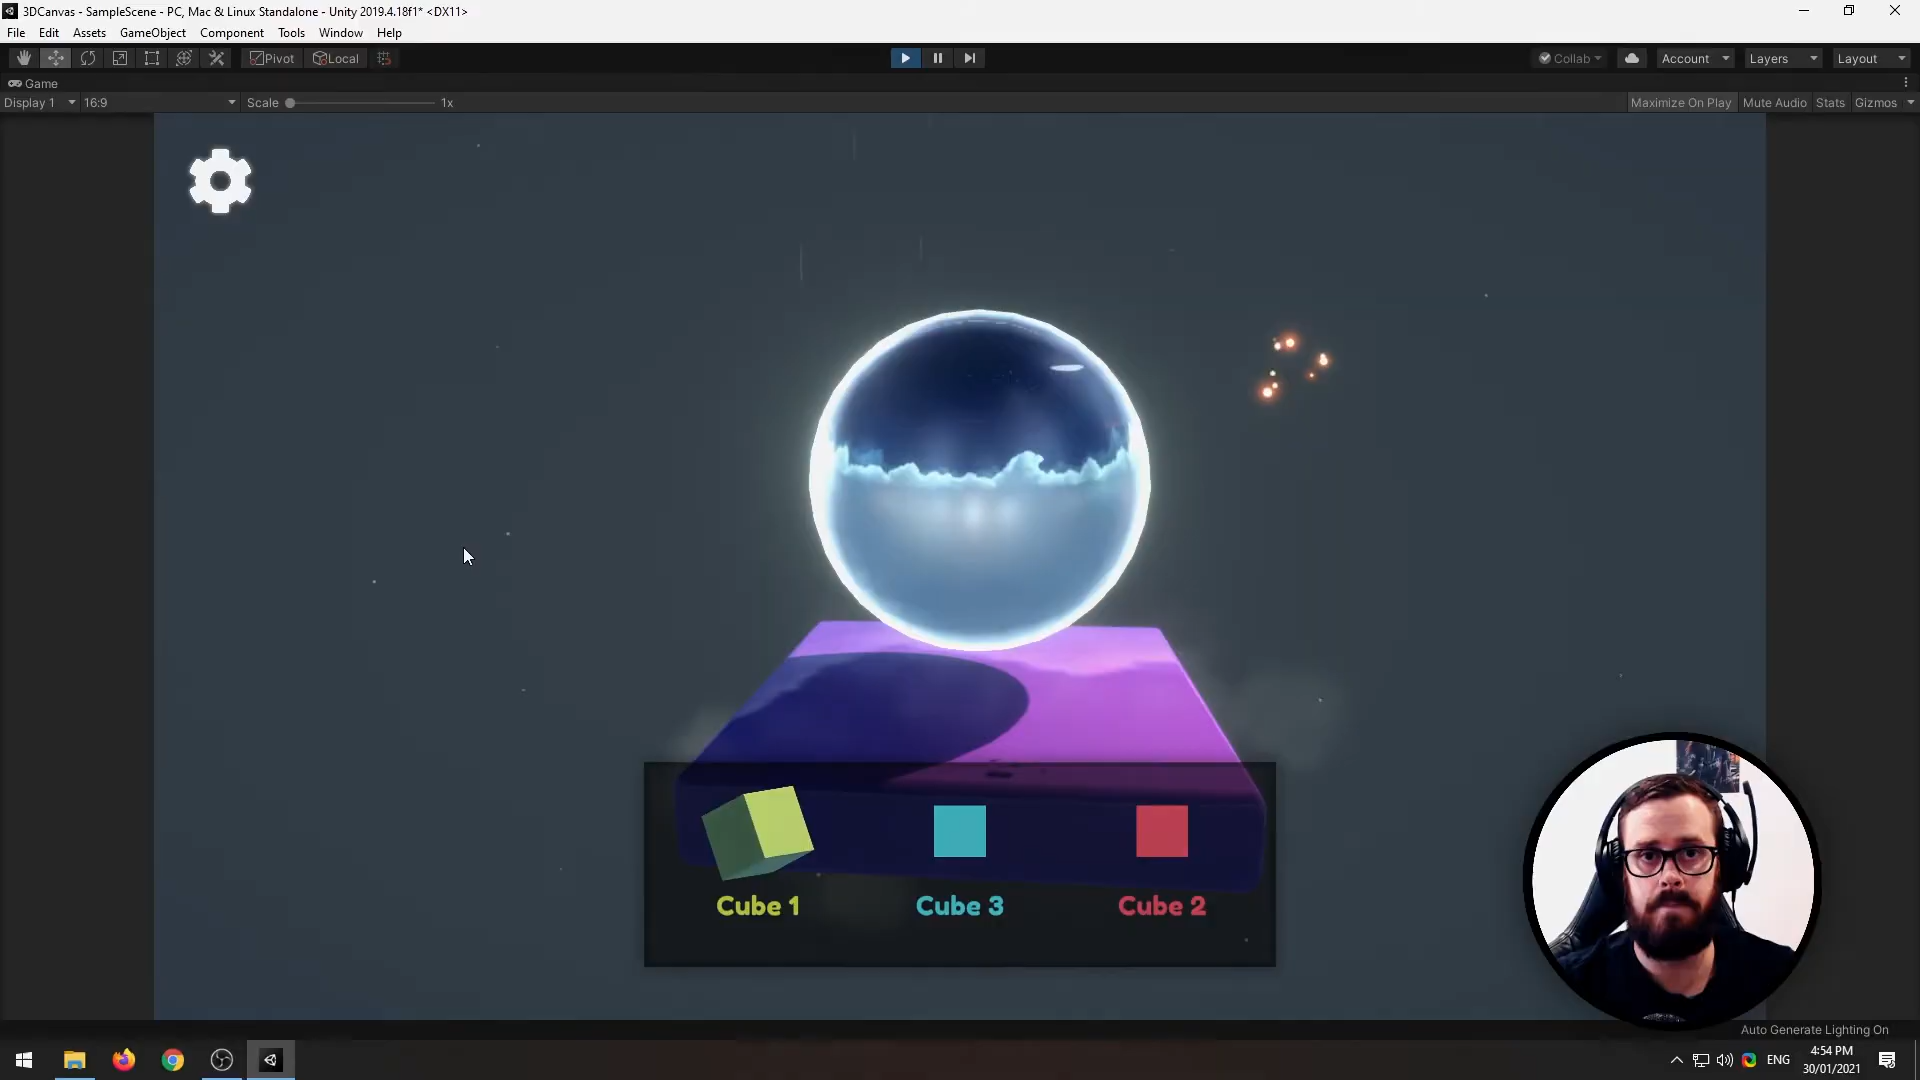 3DCanvas - SampleScene - PC, Mac & Linux Standalone - Unity 2019.4.18f1* <DX11>
File Edit Assets GameObject Component Tools Window Help
Pivot Local Collab Account Layers Layout
Game
Display 1 16:9 Scale 1x Maximize On Play Mute Audio Stats Gizmos
Cube 1 Cube 3 Cube 2
Auto Generate Lighting On
ENG 4:54 PM
30/01/2021